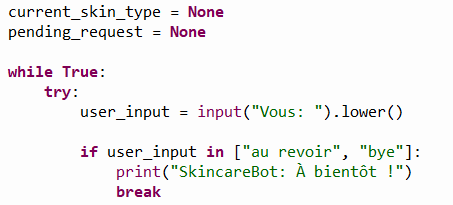 current_skin_type = None
pending_request = None
while True:
    try:
        user_input = input("Vous: ").lower()
        if user_input in ["au revoir", "bye"]:
            print("SkincareBot: À bientôt !")
            break